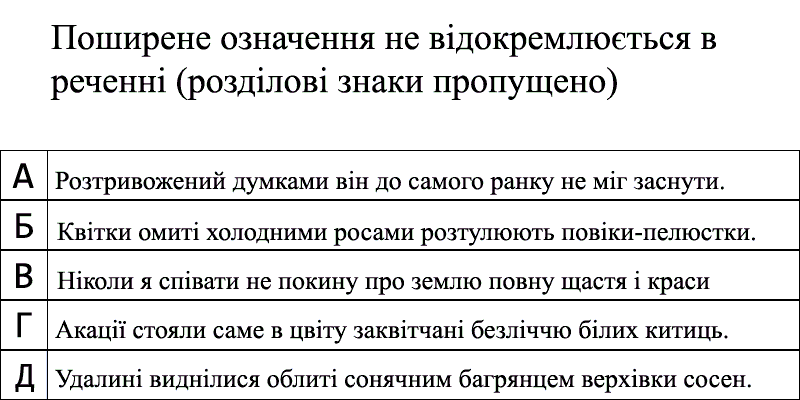 Поширене означення не відокремлюється в
реченні (розділові знаки пропущено)
А Розтривожений думками він до самого ранку не міг заснути.
Б Квітки омиті холодними росами розтулюють повіки-пелюстки.
В Ніколи я співати не покину про землю повну щастя і краси
Г Акації стояли саме в цвіту заквітчані безліччю білих китиць.
Д Удалині виднілися облиті сонячним багрянцем верхівки сосен.